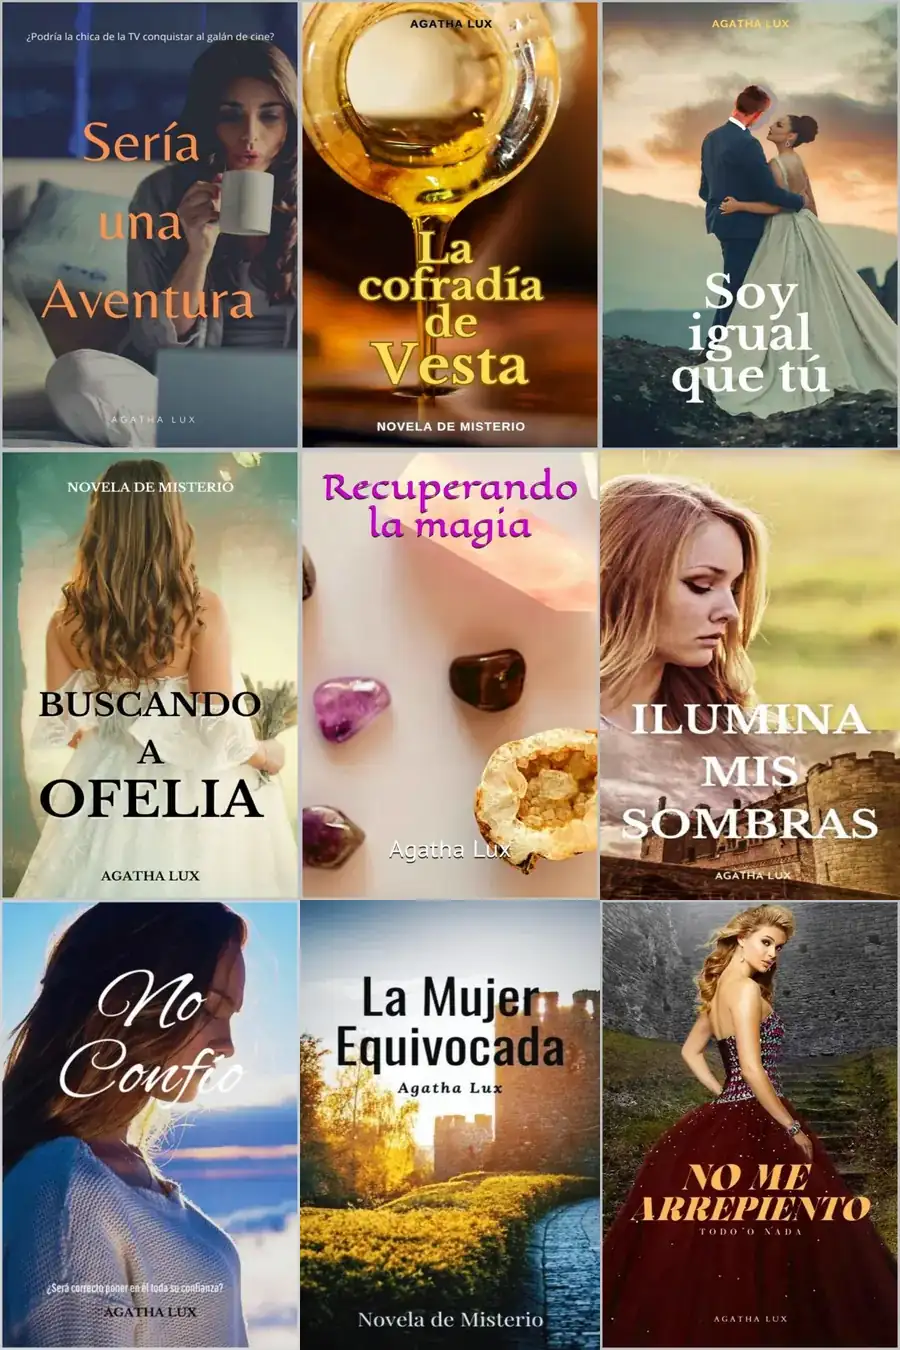 ¿Podría la chica de la TV conquistar al galán de cine?
Sería
una
Aventura
AGATHA LUX
AGATHA LUX
La
cofradía
de
Vesta
NOVELA DE MISTERIO
AGATHA LUX
Soy
igual
que tú
NOVELA DE MISTERIO
BUSCANDO
A
OFELIA
AGATHA LUX
Recuperando
la magia
Agatha Lux
ILUMINA
MIS
SOMBRAS
AGATHA LUX
No
Confío
¿Será correcto poner en él toda su confianza?
AGATHA LUX
La Mujer
Equivocada
Agatha Lux
Novela de Misterio
NO ME
ARREPIENTO
TODO O NADA
AGATHA LUX